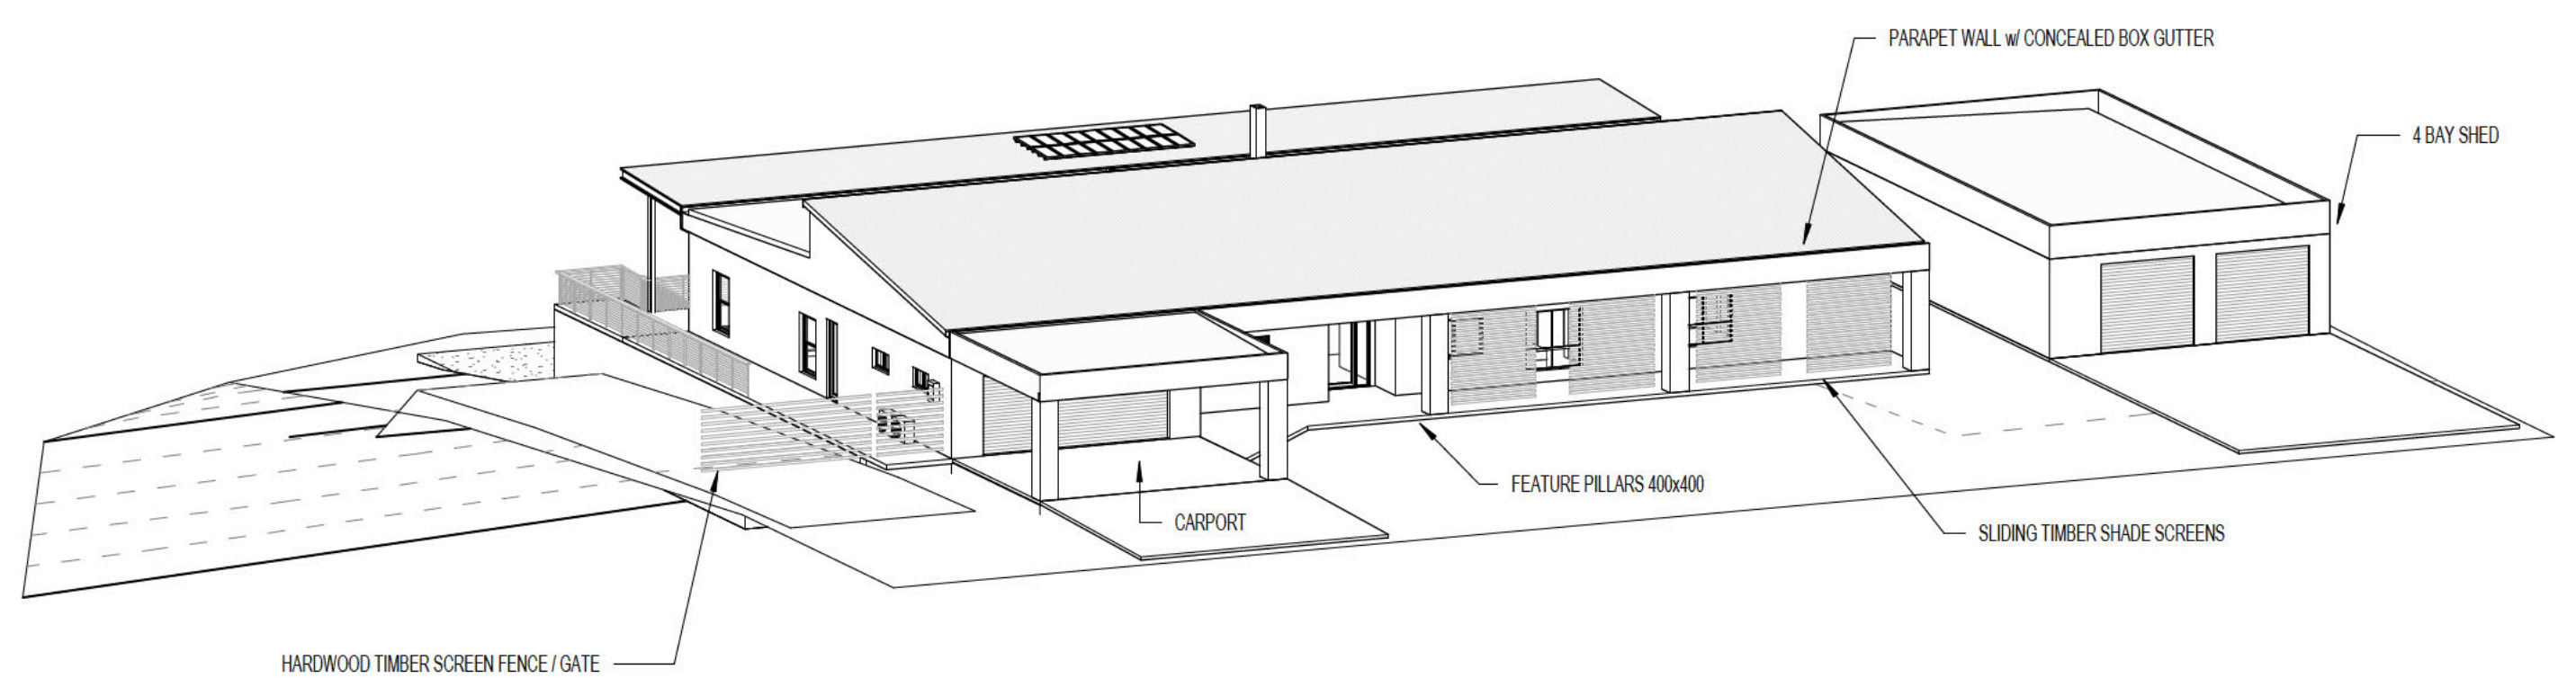 PARAPET WALL w/ CONCEALED BOX GUTTER
4 BAY SHED
FEATURE PILLARS 400x400
CARPORT
SLIDING TIMBER SHADE SCREENS
HARDWOOD TIMBER SCREEN FENCE / GATE